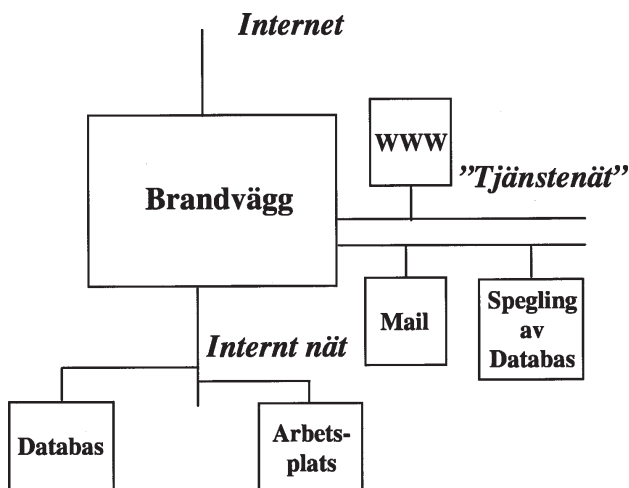 Internet
WWW
"Tjänstenät"
Brandvägg
Mail
Spegling
av
Databas
Internt nät
Databas
Arbets-
plats